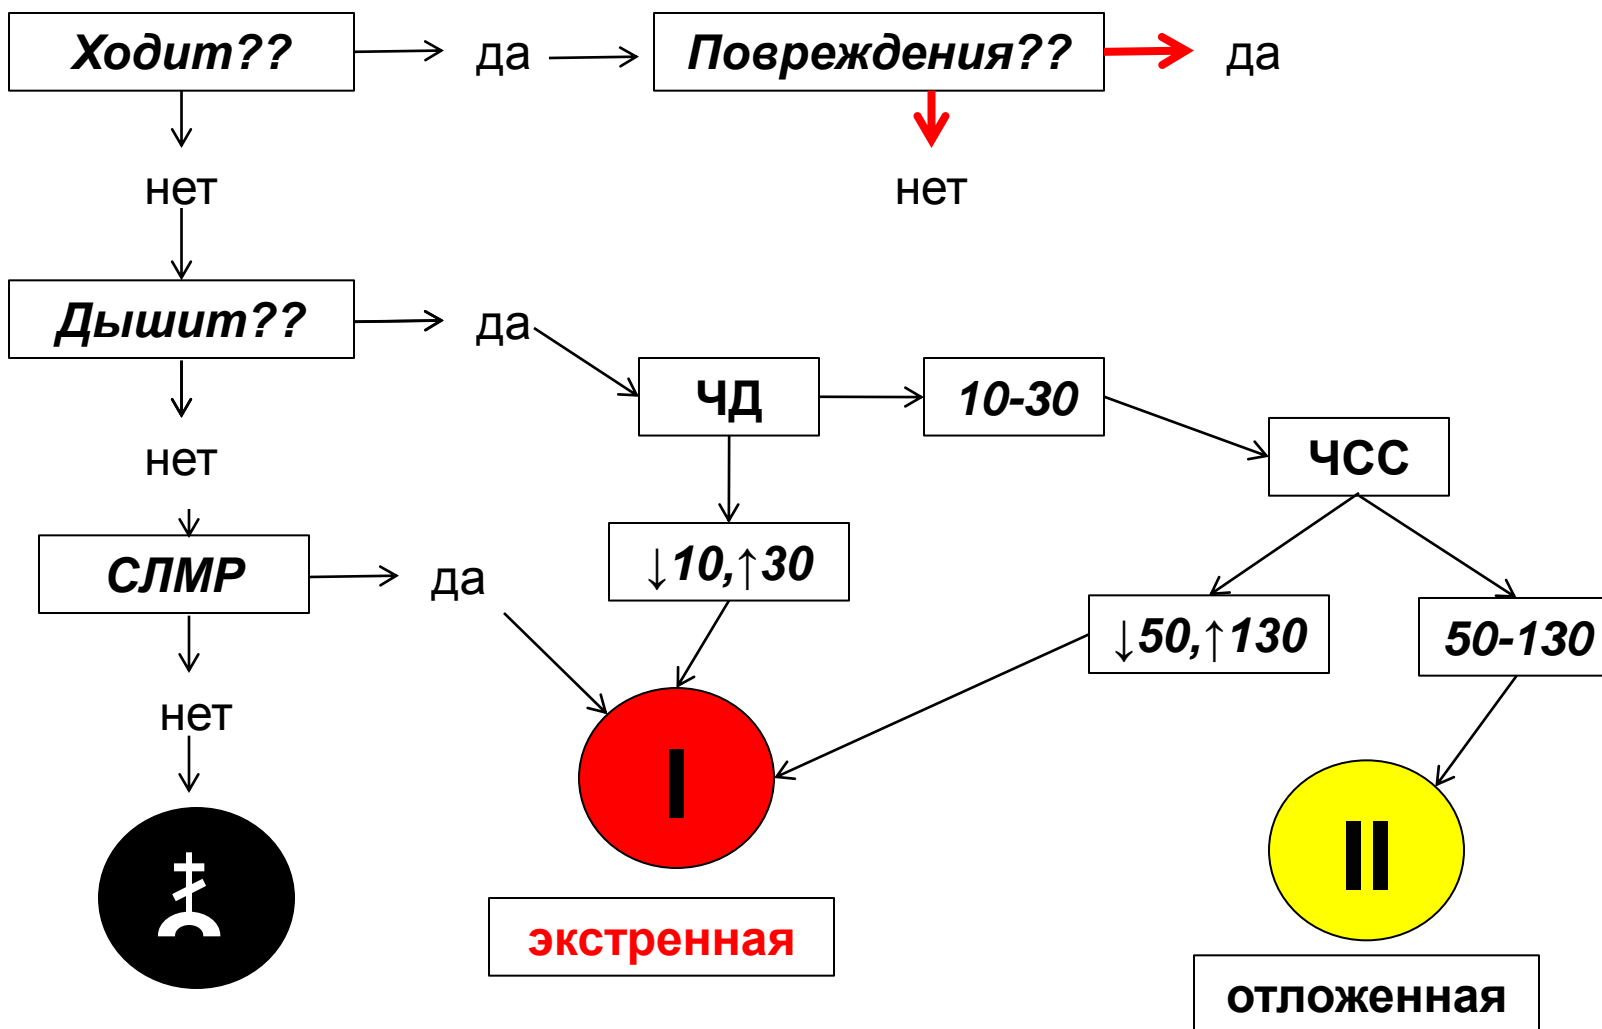 Ходит??
да
Повреждения??
да
нет
нет
Дышит??
да
ЧД
10-30
ЧСС
нет
СЛМР
да
↓10,↑30
↓50,↑130
50-130
нет
I
II
экстренная
отложенная